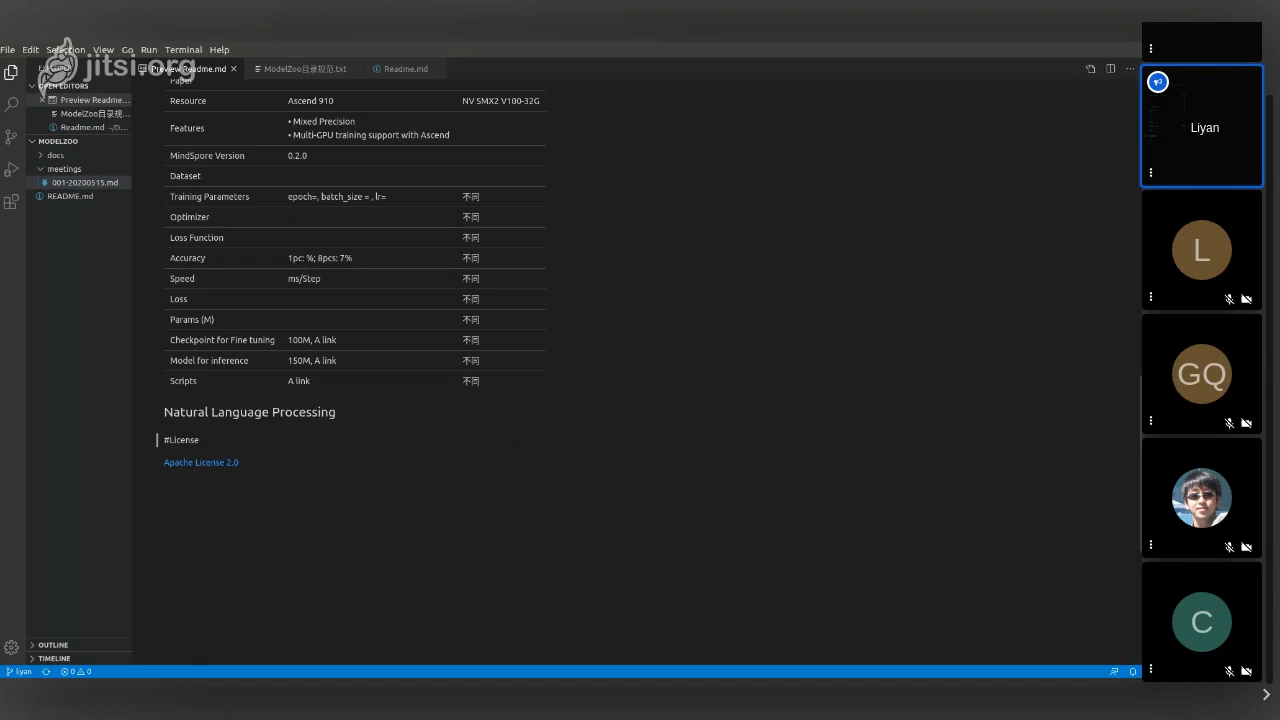 File Edit Selection View Go Run Terminal Help
jitsi.org
Preview Readme.md ×
ModelZoo目录规范.txt
Readme.md
OPEN EDITORS
Preview Readme...
ModelZoo目录规...
Readme.md ~/D...
MODELZOO
docs
meetings
001-20200515.md
README.md
OUTLINE
TIMELINE
Paper
Resource Ascend 910 NV SMX2 V100-32G
Features • Mixed Precision
• Multi-GPU training support with Ascend
MindSpore Version 0.2.0
Dataset
Training Parameters epoch=, batch_size = , lr= 不同
Optimizer 不同
Loss Function 不同
Accuracy 1pc: %; 8pcs: 7% 不同
Speed ms/Step 不同
Loss 不同
Params (M) 不同
Checkpoint for Fine tuning 100M, A link 不同
Model for inference 150M, A link 不同
Scripts A link 不同
Natural Language Processing
#License
Apache License 2.0
liyan 0 0
Liyan
L
GQ
C